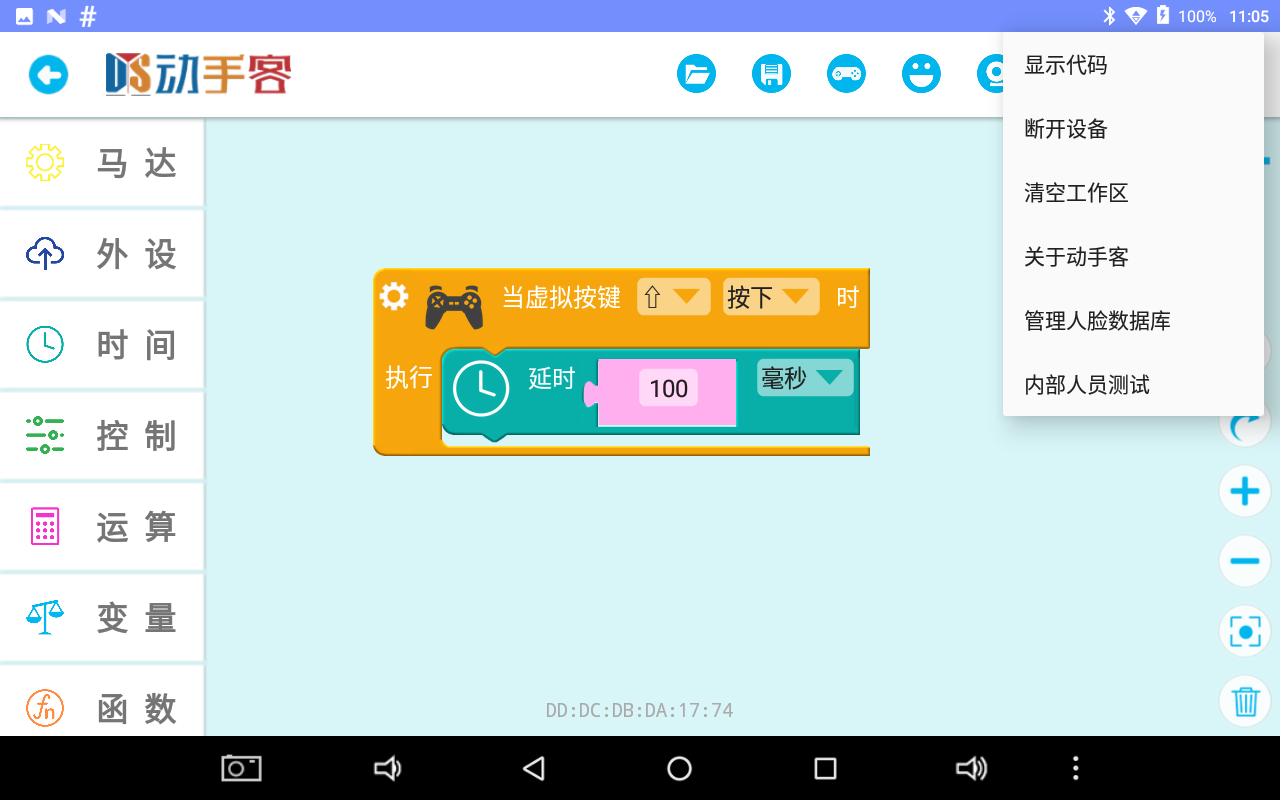 100% 11:05
动手客
显示代码
断开设备
清空工作区
关于动手客
管理人脸数据库
内部人员测试
马达
外设
时间
控制
运算
变量
函数
当虚拟按键 ⇧ 按下 时
执行 延时 100 毫秒
DD:DC:DB:DA:17:74